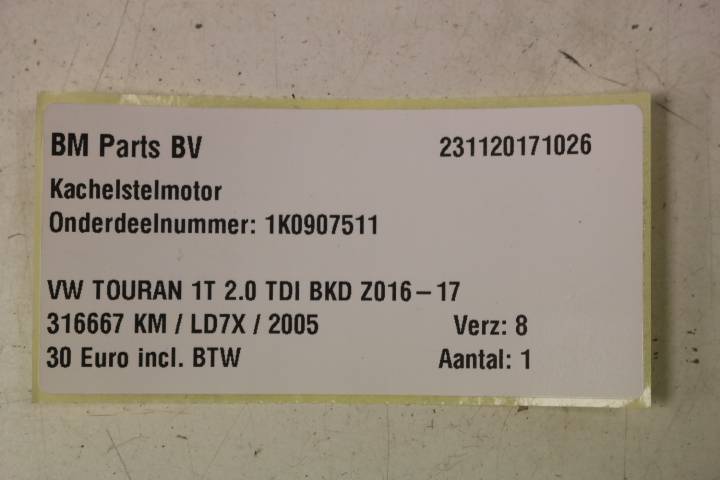 BM Parts BV 231120171026
Kachelstelmotor
Onderdeelnummer: 1K0907511
VW TOURAN 1T 2.0 TDI BKD Z016-17
316667 KM / LD7X / 2005 Verz: 8
30 Euro incl. BTW Aantal: 1